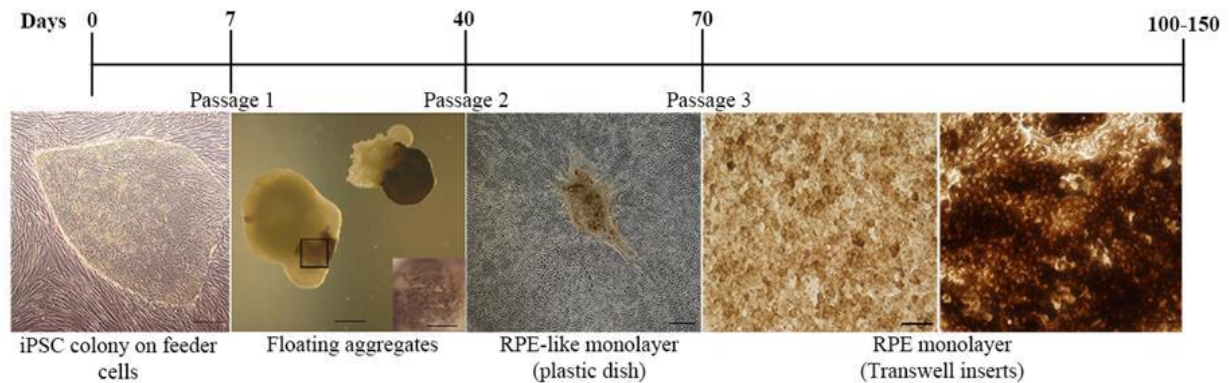 Days 0 7 40 70 100-150
Passage 1 Passage 2 Passage 3
iPSC colony on feeder
cells
Floating aggregates
RPE-like monolayer
(plastic dish)
RPE monolayer
(Transwell inserts)